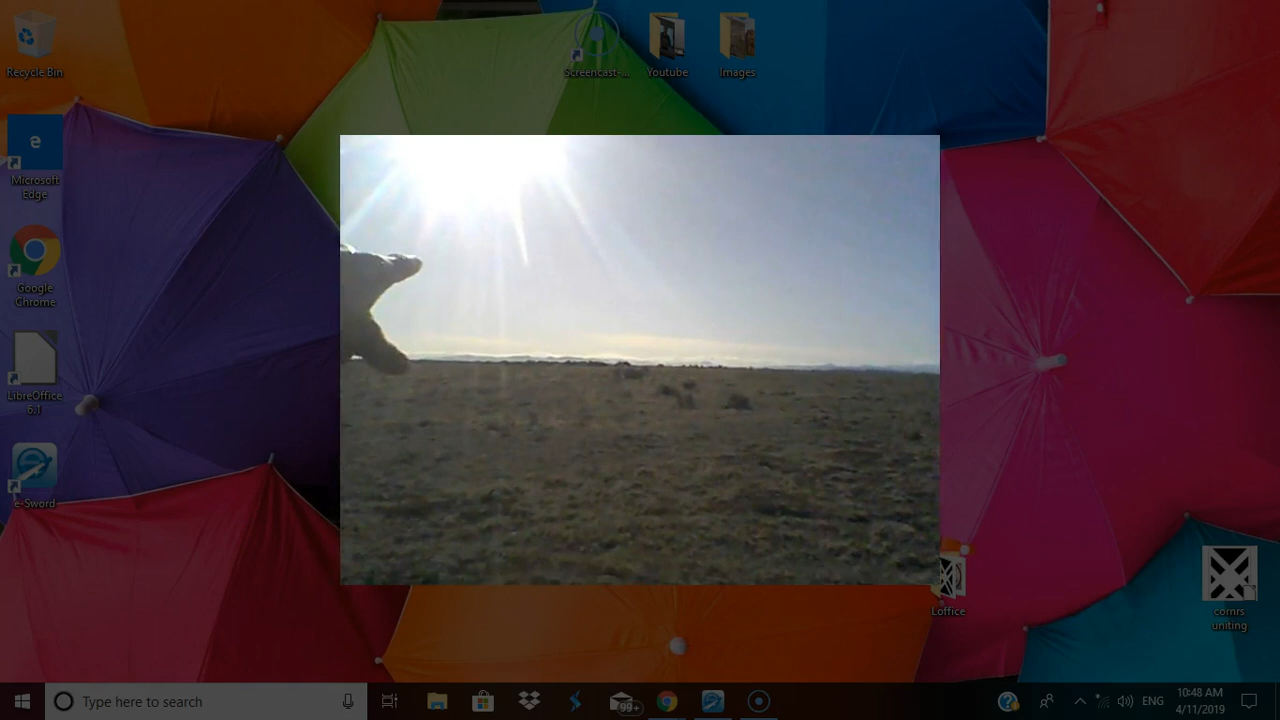 Recycle Bin
Screencast-...
Youtube
Images
Microsoft
Edge
Google
Chrome
LibreOffice
6.1
e-Sword
Loffice
cornrs
uniting
Type here to search
99+
ENG
10:48 AM
4/11/2019